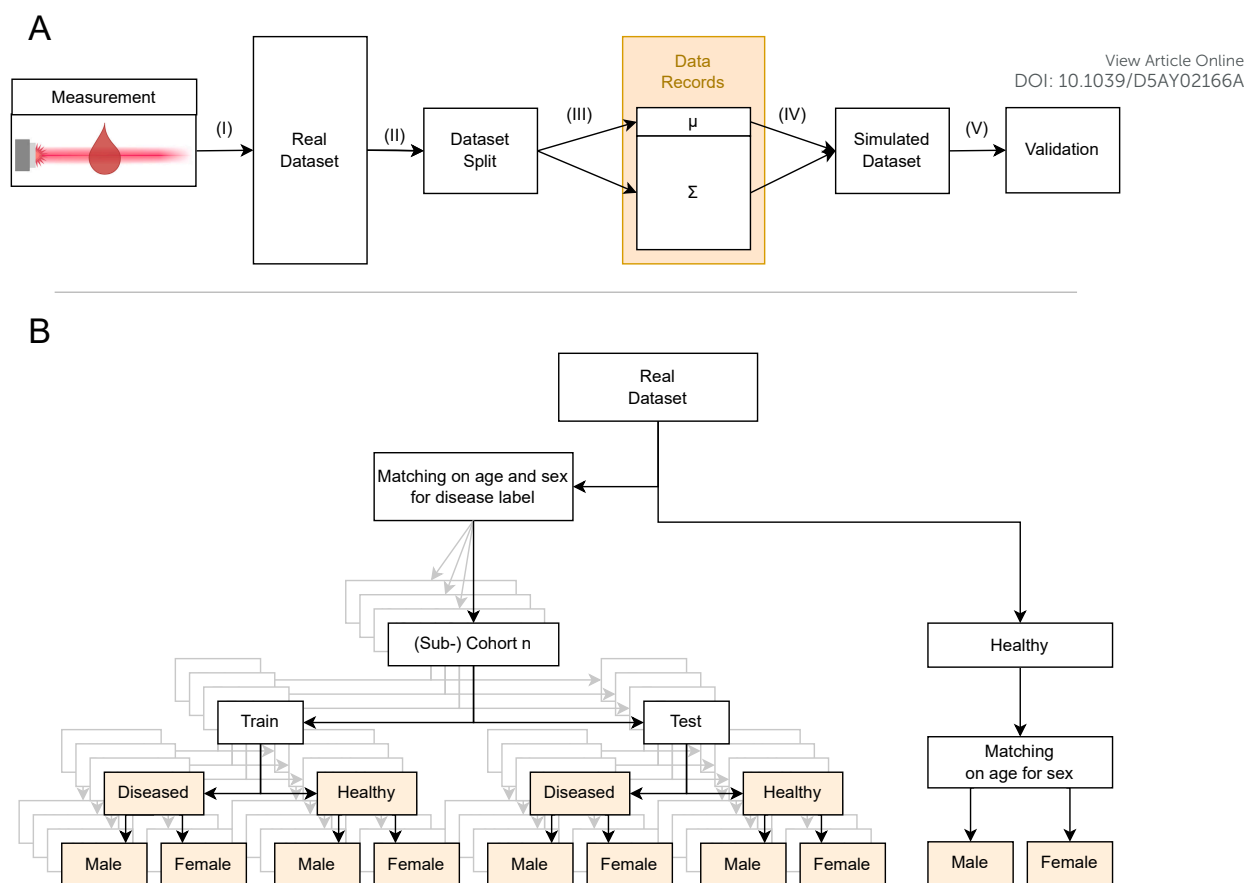 A
View Article Online
DOI: 10.1039/D5AY02166A
Measurement
(I)
Real
Dataset
(II)
Dataset
Split
(III)
Data
Records
μ
Σ
(IV)
Simulated
Dataset
(V)
Validation
B
Real
Dataset
Matching on age and sex
for disease label
(Sub-) Cohort n
Healthy
Train
Test
Matching
on age for sex
Diseased
Healthy
Diseased
Healthy
Male
Female
Male
Female
Male
Female
Male
Female
Male
Female